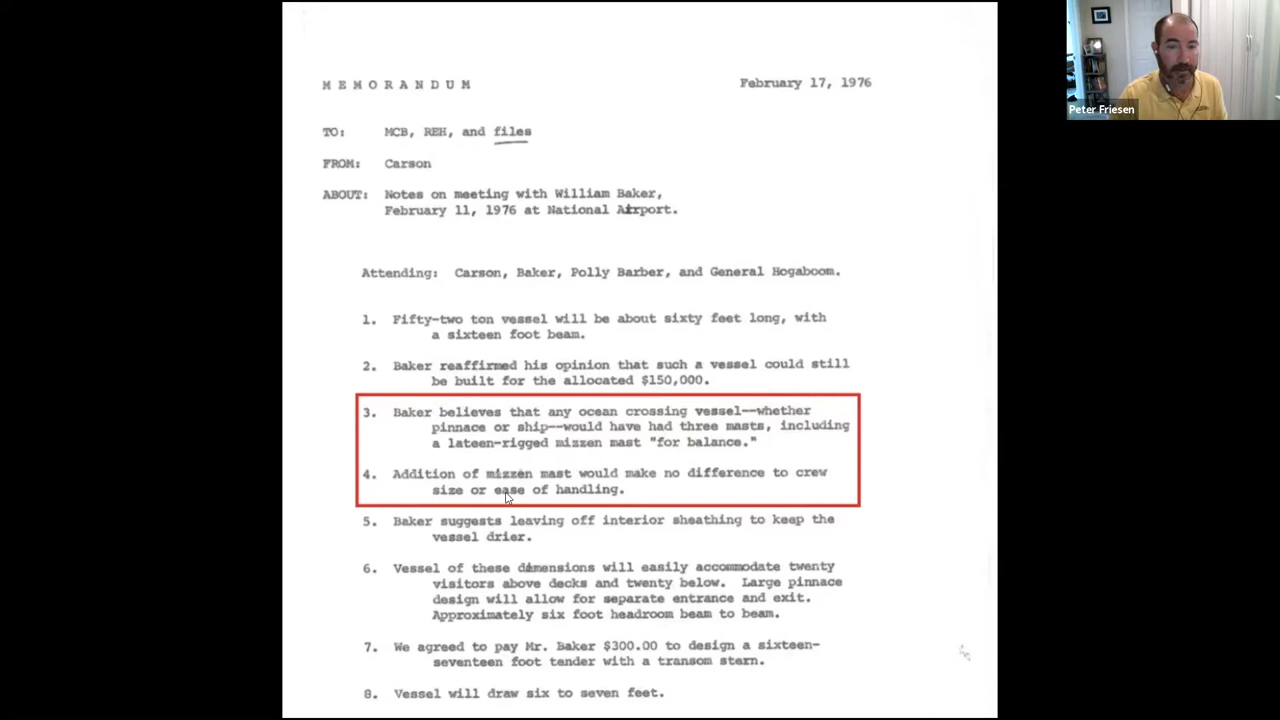 MEMORANDUM
February 17, 1976
TO: MCB, REH, and files
FROM: Carson
ABOUT: Notes on meeting with William Baker,
February 11, 1976 at National Airport.
Attending: Carson, Baker, Polly Barber, and General Hogaboom.
1. Fifty-two ton vessel will be about sixty feet long, with
a sixteen foot beam.
2. Baker reaffirmed his opinion that such a vessel could still
be built for the allocated $150,000.
3. Baker believes that any ocean crossing vessel--whether
pinnace or ship--would have had three masts, including
a lateen-rigged mizzen mast "for balance."
4. Addition of mizzen mast would make no difference to crew
size or ease of handling.
5. Baker suggests leaving off interior sheathing to keep the
vessel drier.
6. Vessel of these dimensions will easily accommodate twenty
visitors above decks and twenty below. Large pinnace
design will allow for separate entrance and exit.
Approximately six foot headroom beam to beam.
7. We agreed to pay Mr. Baker $300.00 to design a sixteen-
seventeen foot tender with a transom stern.
8. Vessel will draw six to seven feet.
Peter Friesen